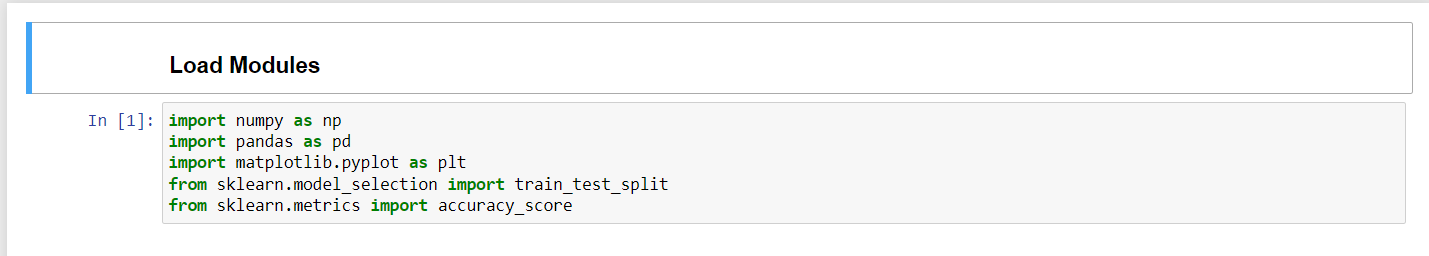 Load Modules
In [1]: import numpy as np
import pandas as pd
import matplotlib.pyplot as plt
from sklearn.model_selection import train_test_split
from sklearn.metrics import accuracy_score